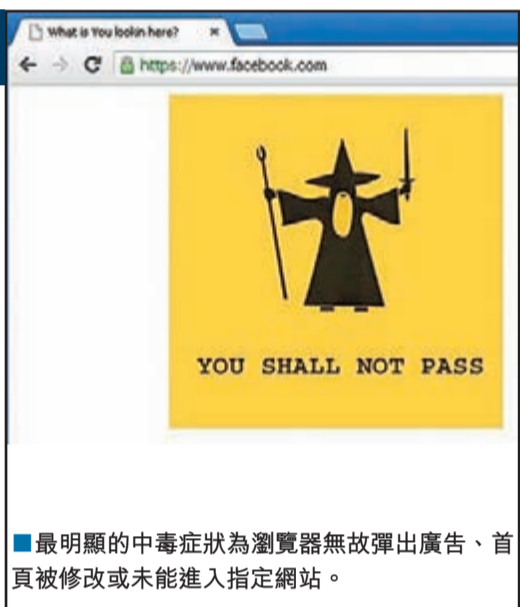 What is You lookin here?
https://www.facebook.com
YOU SHALL NOT PASS
■最明顯的中毒症狀為瀏覽器無故彈出廣告、首
頁被修改或未能進入指定網站。